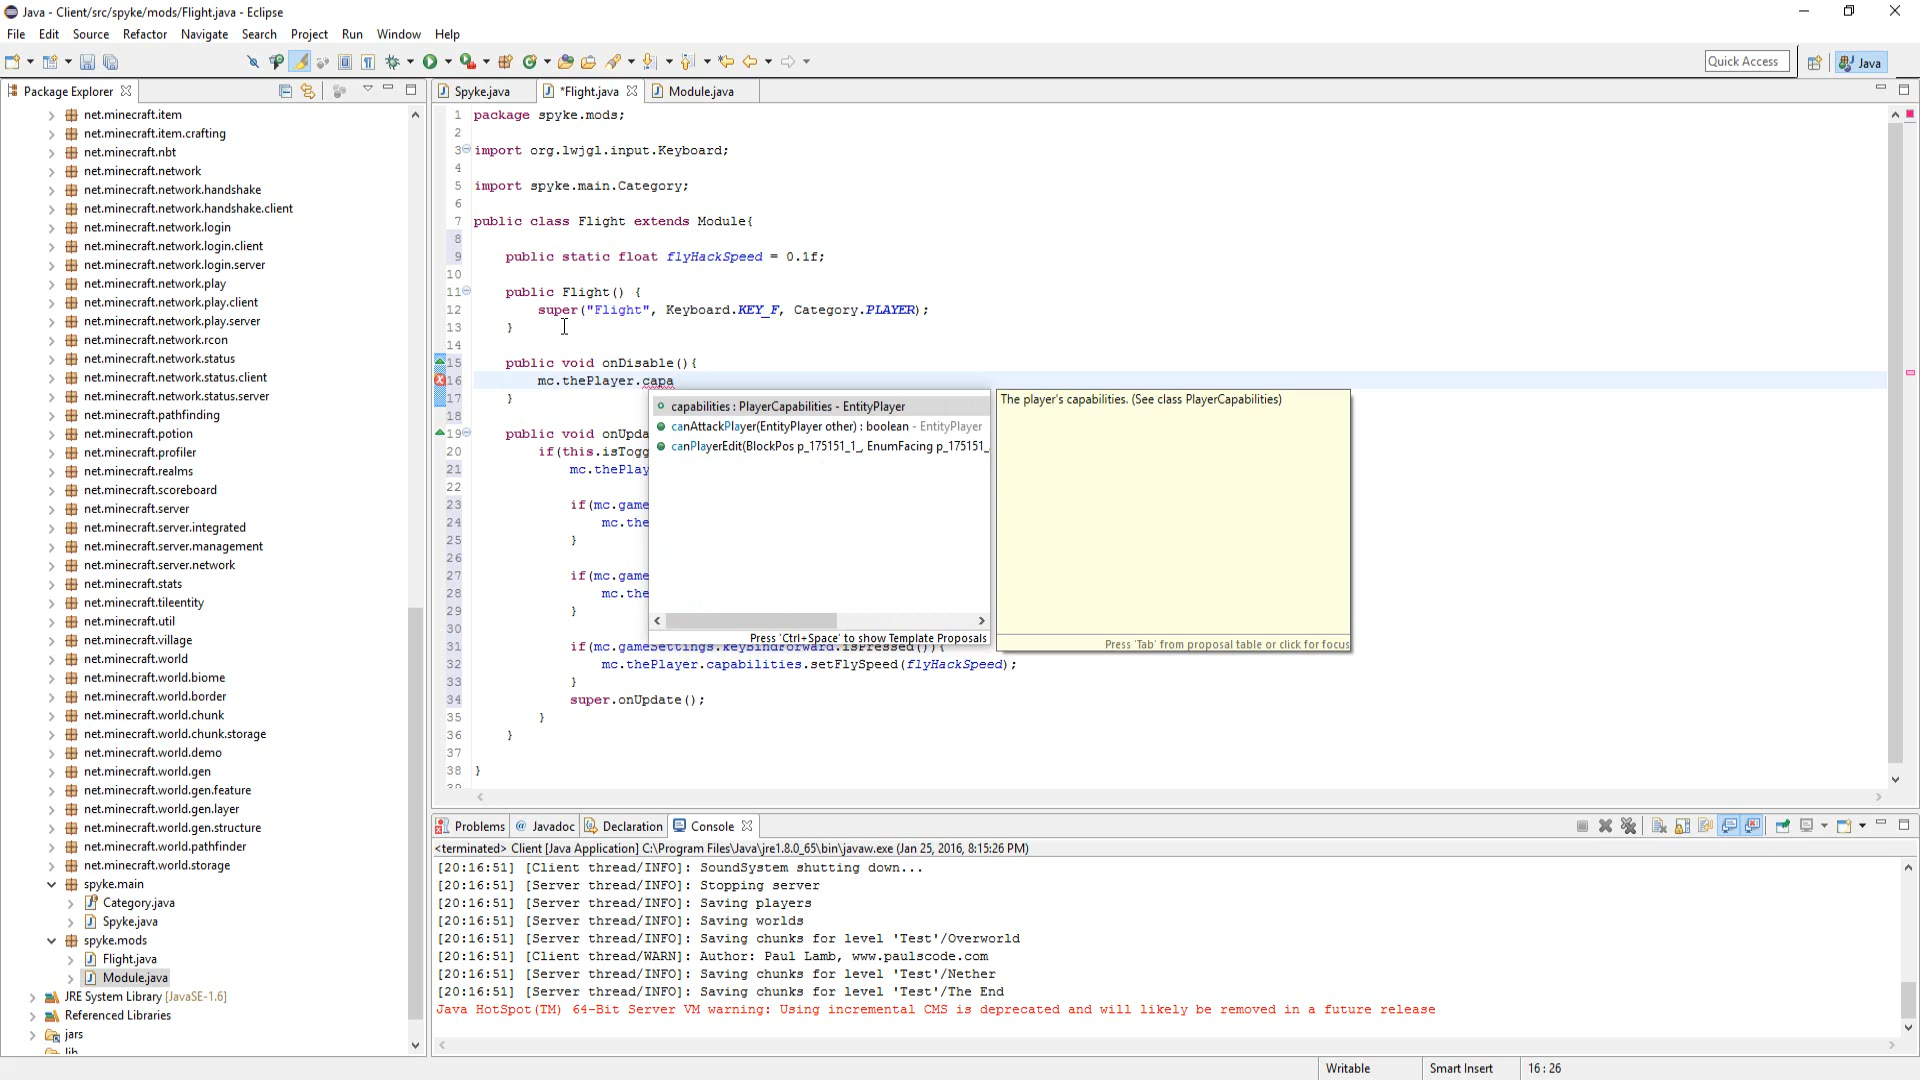 Java - Client/src/spyke/mods/Flight.java - Eclipse
File Edit Source Refactor Navigate Search Project Run Window Help
Quick Access Java
Package Explorer
net.minecraft.item
net.minecraft.item.crafting
net.minecraft.nbt
net.minecraft.network
net.minecraft.network.handshake
net.minecraft.network.handshake.client
net.minecraft.network.login
net.minecraft.network.login.client
net.minecraft.network.login.server
net.minecraft.network.play
net.minecraft.network.play.client
net.minecraft.network.play.server
net.minecraft.network.rcon
net.minecraft.network.status
net.minecraft.network.status.client
net.minecraft.network.status.server
net.minecraft.pathfinding
net.minecraft.potion
net.minecraft.profiler
net.minecraft.realms
net.minecraft.scoreboard
net.minecraft.server
net.minecraft.server.integrated
net.minecraft.server.management
net.minecraft.server.network
net.minecraft.stats
net.minecraft.tileentity
net.minecraft.util
net.minecraft.village
net.minecraft.world
net.minecraft.world.biome
net.minecraft.world.border
net.minecraft.world.chunk
net.minecraft.world.chunk.storage
net.minecraft.world.demo
net.minecraft.world.gen
net.minecraft.world.gen.feature
net.minecraft.world.gen.layer
net.minecraft.world.gen.structure
net.minecraft.world.pathfinder
net.minecraft.world.storage
spyke.main
Category.java
Spyke.java
spyke.mods
Flight.java
Module.java
JRE System Library [JavaSE-1.6]
Referenced Libraries
jars
lib
Spyke.java *Flight.java Module.java
1 package spyke.mods;
2
3 import org.lwjgl.input.Keyboard;
4
5 import spyke.main.Category;
6
7 public class Flight extends Module{
8
9 public static float flyHackSpeed = 0.1f;
10
11 public Flight() {
12 super("Flight", Keyboard.KEY_F, Category.PLAYER);
13 }
14
15 public void onDisable(){
16 mc.thePlayer.capa
17 }
18
19 public void onUpda
20 if(this.isTogg
21 mc.thePlay
22
23 if(mc.game
24 mc.the
25 }
26
27 if(mc.game
28 mc.the
29 }
30
31 if(mc.gameSettings.keyBindForward.isPressed()){
32 mc.thePlayer.capabilities.setFlySpeed(flyHackSpeed);
33 }
34 super.onUpdate();
35 }
36 }
37
38 }
39
capabilities : PlayerCapabilities - EntityPlayer
canAttackPlayer(EntityPlayer other) : boolean - EntityPlayer
canPlayerEdit(BlockPos p_175151_1_, EnumFacing p_175151_
Press 'Ctrl+Space' to show Template Proposals
The player's capabilities. (See class PlayerCapabilities)
Press 'Tab' from proposal table or click for focus
Problems @ Javadoc Declaration Console
<terminated> Client [Java Application] C:\Program Files\Java\jre1.8.0_65\bin\javaw.exe (Jan 25, 2016, 8:15:26 PM)
[20:16:51] [Client thread/INFO]: SoundSystem shutting down...
[20:16:51] [Server thread/INFO]: Stopping server
[20:16:51] [Server thread/INFO]: Saving players
[20:16:51] [Server thread/INFO]: Saving worlds
[20:16:51] [Server thread/INFO]: Saving chunks for level 'Test'/Overworld
[20:16:51] [Client thread/WARN]: Author: Paul Lamb, www.paulscode.com
[20:16:51] [Server thread/INFO]: Saving chunks for level 'Test'/Nether
[20:16:51] [Server thread/INFO]: Saving chunks for level 'Test'/The End
Java HotSpot(TM) 64-Bit Server VM warning: Using incremental CMS is deprecated and will likely be removed in a future release
Writable Smart Insert 16 : 26